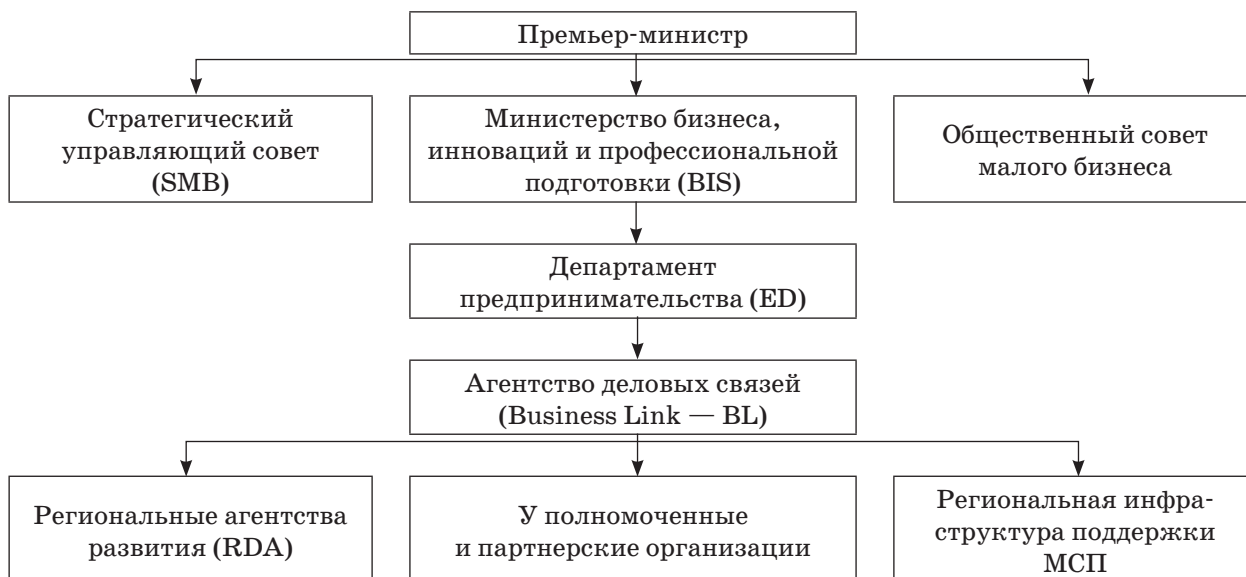 Премьер-министр
Стратегический
управляющий совет
(SMB)
Министерство бизнеса,
инноваций и профессиональной
подготовки (BIS)
Общественный совет
малого бизнеса
Департамент
предпринимательства (ED)
Агентство деловых связей
(Business Link — BL)
Региональные агентства
развития (RDA)
У полномоченные
и партнерские организации
Региональная инфра-
структура поддержки
МСП